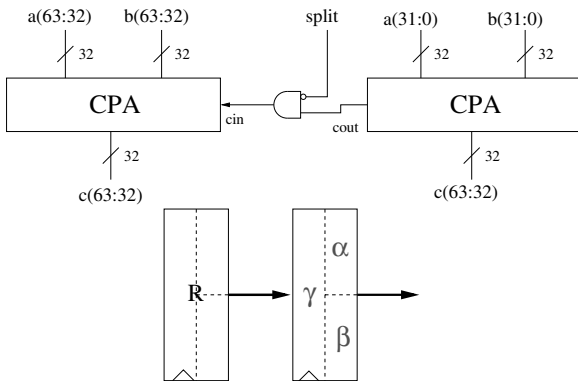 a(63:32) b(63:32) split a(31:0) b(31:0)
32 32 32 32
CPA CPA
cin cout
32 32
c(63:32) c(63:32)
R γ α
β